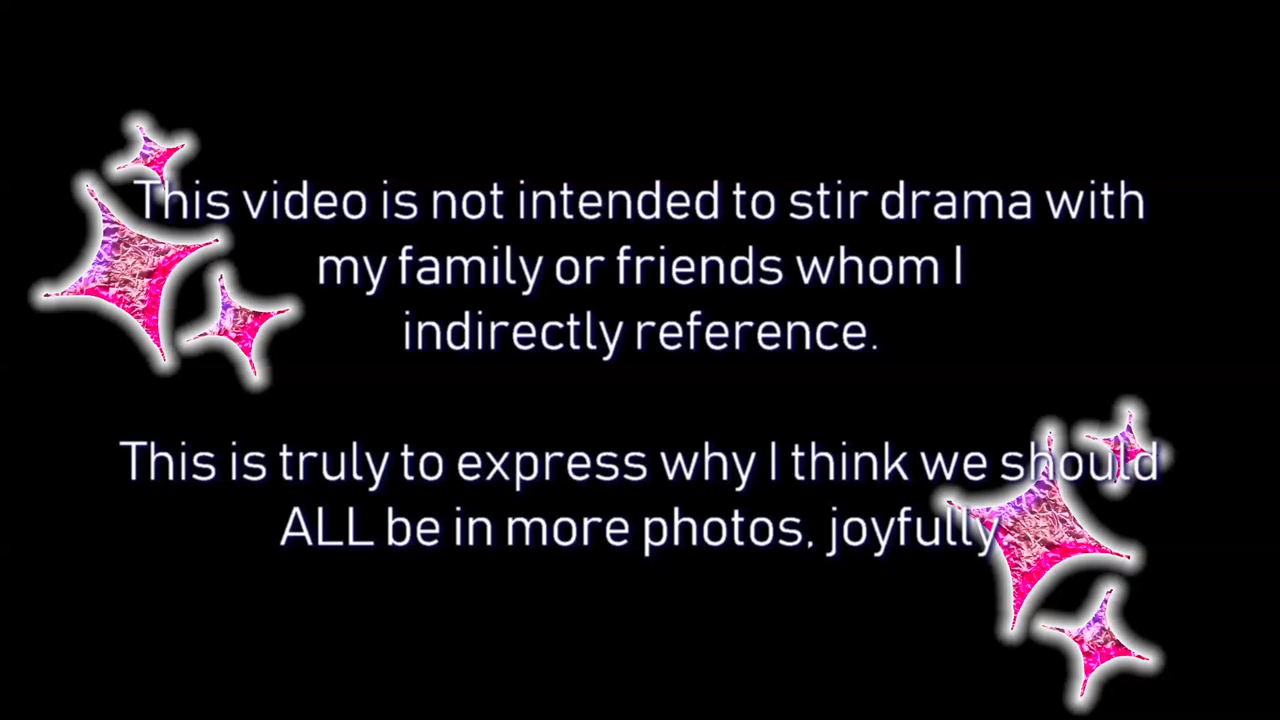 This video is not intended to stir drama with
my family or friends whom I
indirectly reference.
This is truly to express why I think we should
ALL be in more photos, joyfully